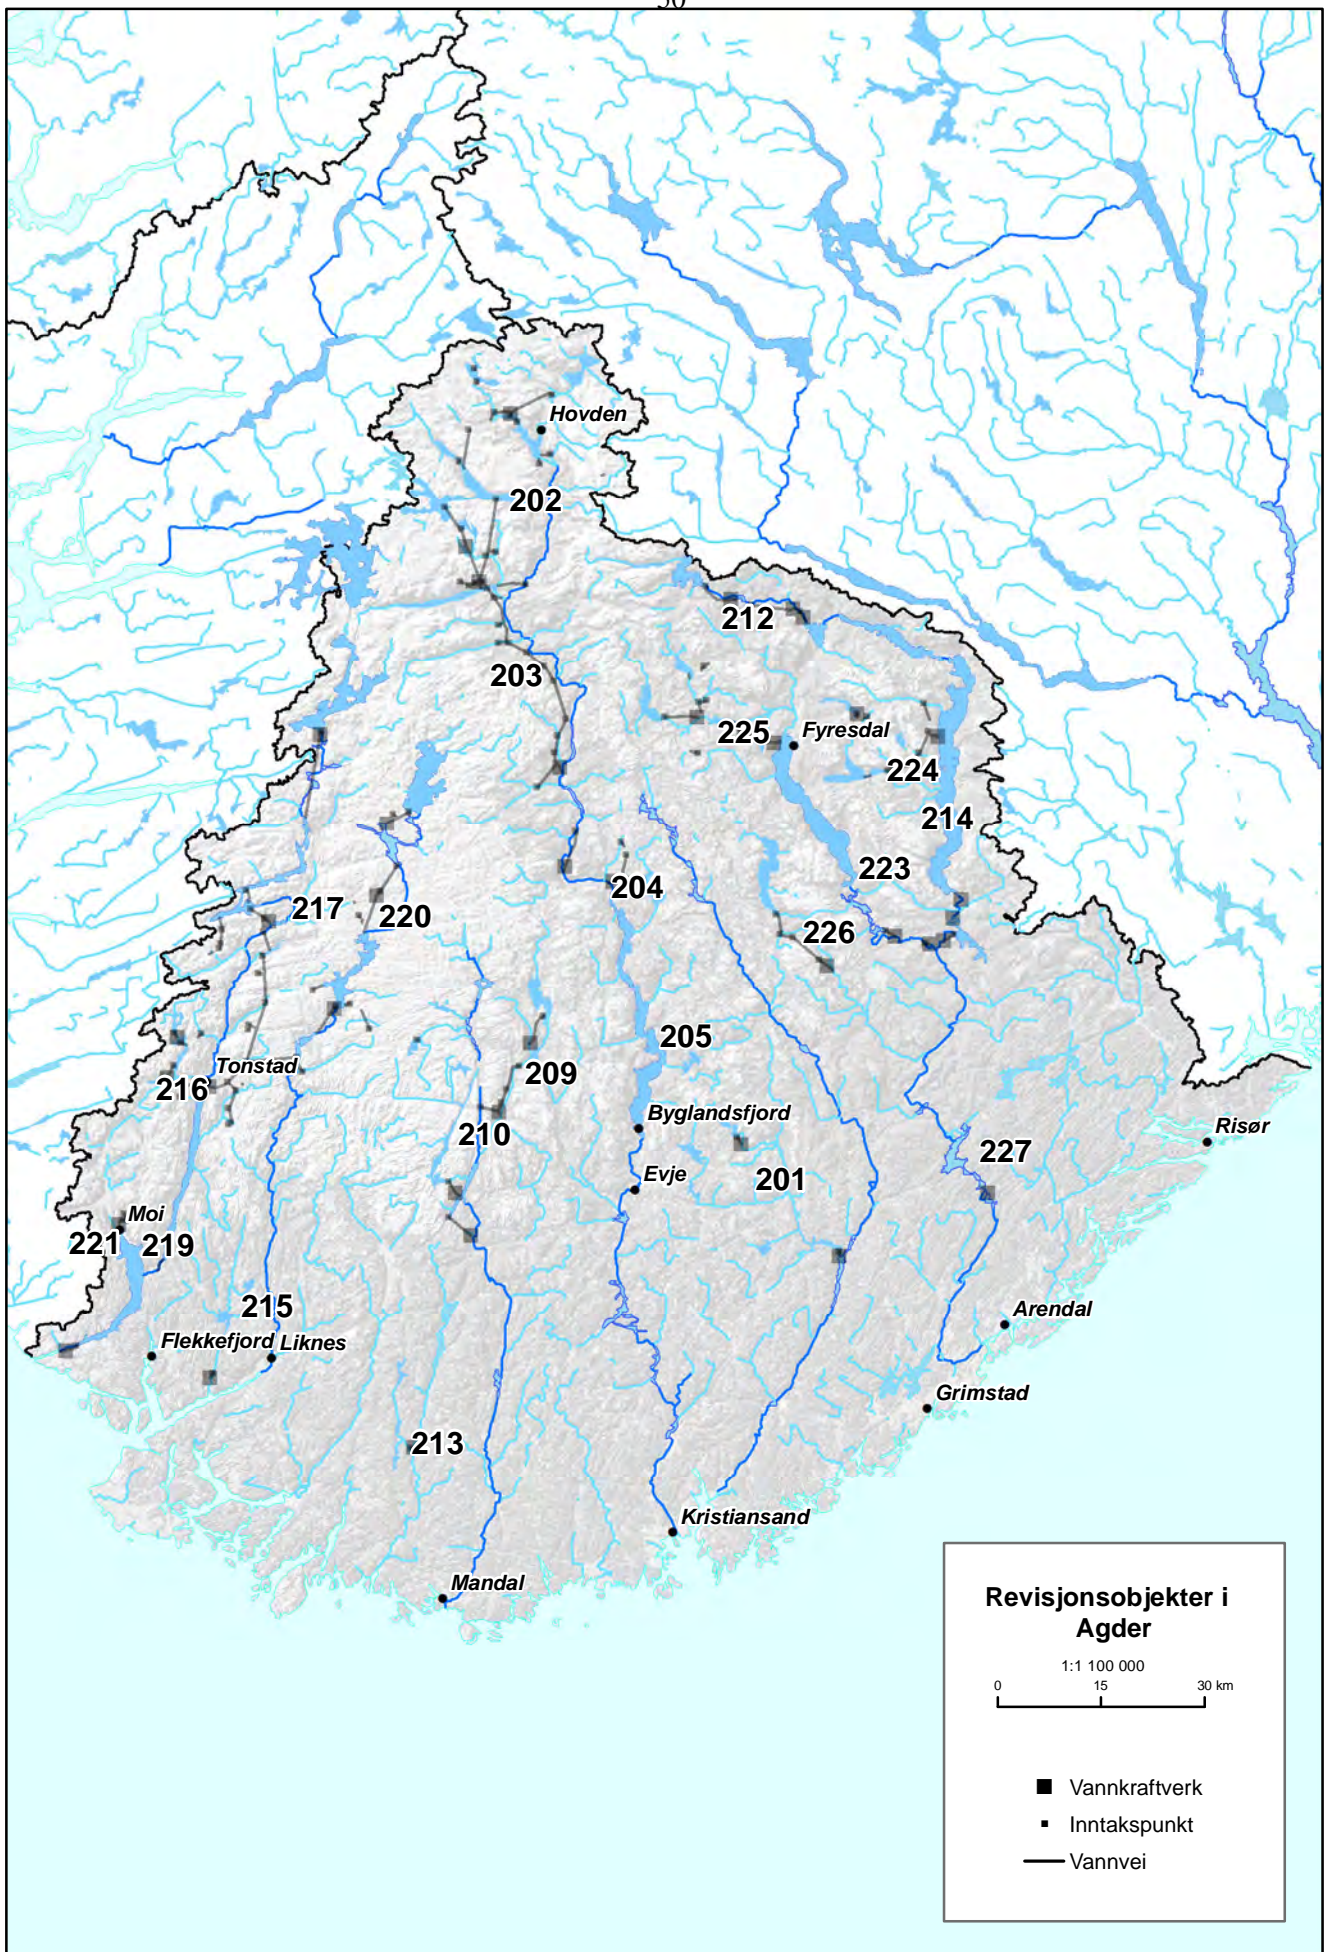 50
Hovden
202
212
203
225
Fyresdal
224
214
223
204
217
220
226
205
Tonstad
209
216
Byglandsfjord
210
Risør
227
201
Evje
Moi
221
219
215
Arendal
Flekkefjord
Liknes
Grimstad
213
Kristiansand
Mandal
Revisjonsobjekter i
Agder
1:1 100 000
0 15 30 km
Vannkraftverk
Inntakspunkt
Vannvei